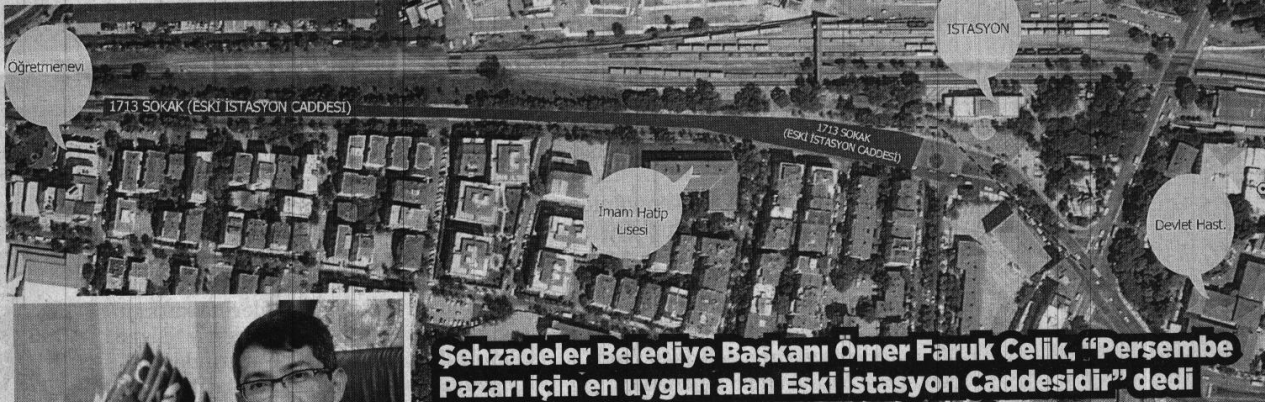 İSTASYON
Öğretmenevi
1713 SOKAK (ESKİ İSTASYON CADDESİ)
1713 SOKAK
(ESKİ İSTASYON CADDESİ)
İmam Hatip
Lisesi
Devlet Hast.
Şehzadeler Belediye Başkanı Ömer Faruk Çelik, “Perşembe
Pazarı için en uygun alan Eski İstasyon Caddesidir” dedi